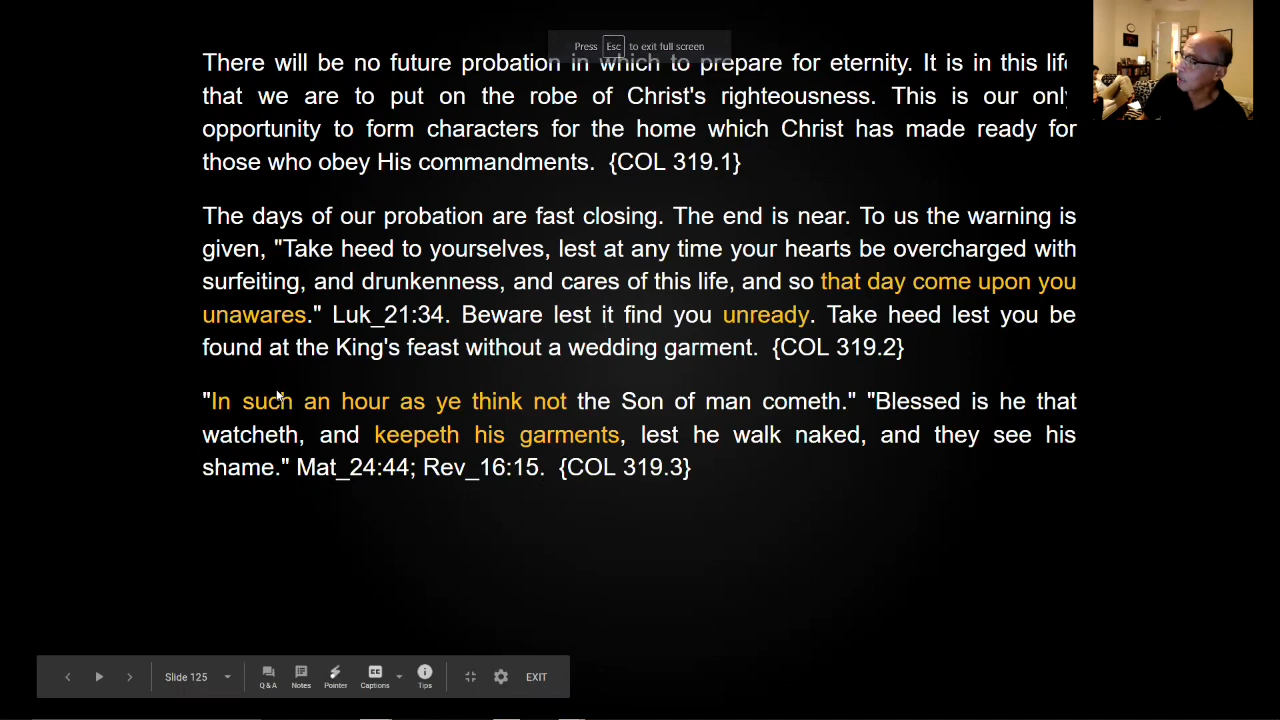 Press Esc to exit full screen
There will be no future probation in which to prepare for eternity. It is in this life
that we are to put on the robe of Christ's righteousness. This is our only
opportunity to form characters for the home which Christ has made ready for
those who obey His commandments. {COL 319.1}
The days of our probation are fast closing. The end is near. To us the warning is
given, "Take heed to yourselves, lest at any time your hearts be overcharged with
surfeiting, and drunkenness, and cares of this life, and so that day come upon you
unawares." Luk_21:34. Beware lest it find you unready. Take heed lest you be
found at the King's feast without a wedding garment. {COL 319.2}
"In such an hour as ye think not the Son of man cometh." "Blessed is he that
watcheth, and keepeth his garments, lest he walk naked, and they see his
shame." Mat_24:44; Rev_16:15. {COL 319.3}
Slide 125 Q & A Notes Pointer CC Captions Tips EXIT